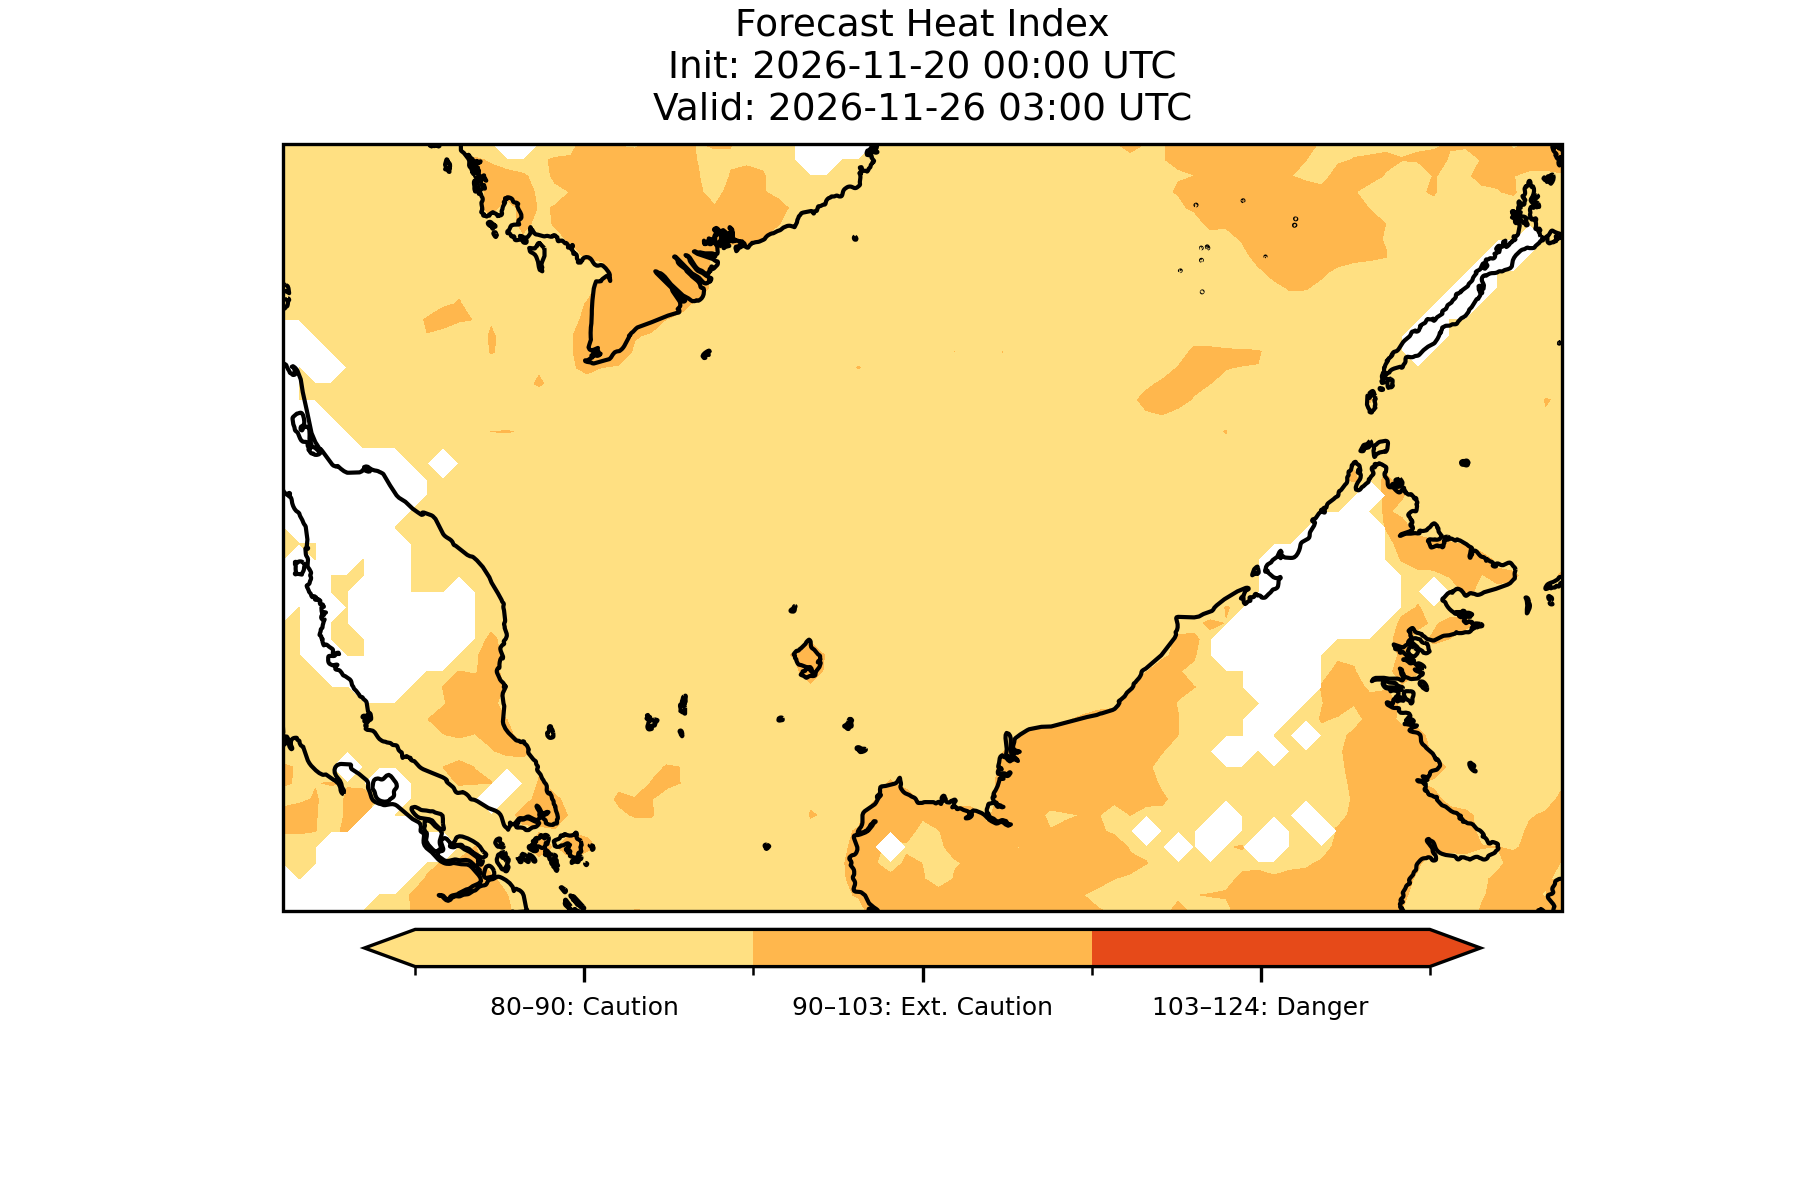 Forecast Heat Index
Init: 2026-11-20 00:00 UTC
Valid: 2026-11-26 03:00 UTC
80–90: Caution
90–103: Ext. Caution
103–124: Danger